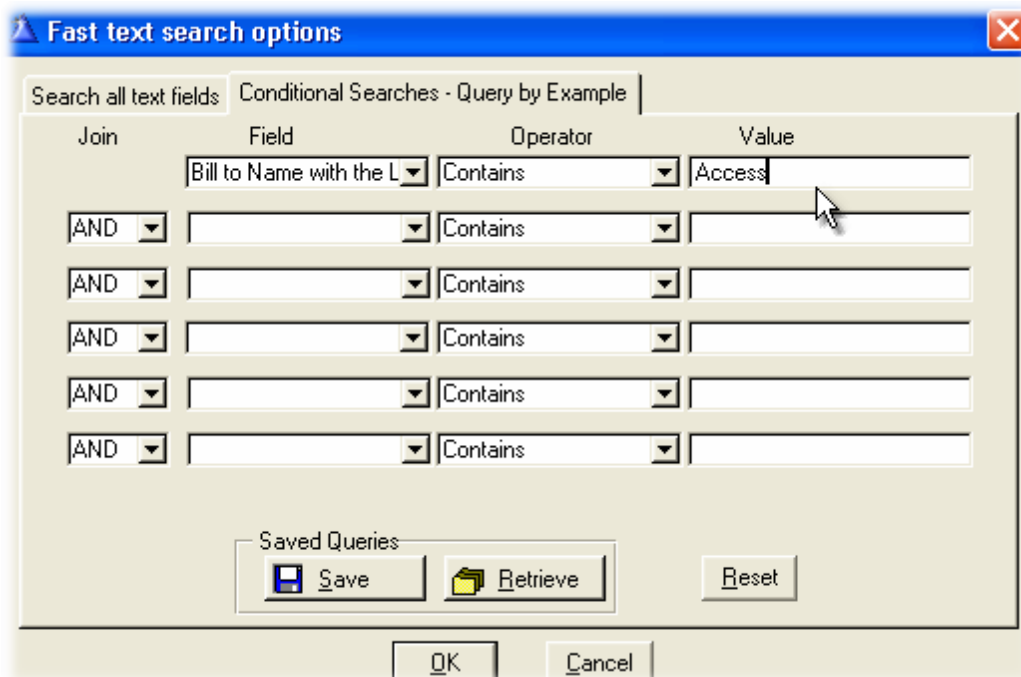 Fast text search options
Search all text fields Conditional Searches - Query by Example
Join Field Operator Value
Bill to Name with the L Contains Access
AND Contains
AND Contains
AND Contains
AND Contains
AND Contains
Saved Queries
Save Retrieve Reset
OK Cancel